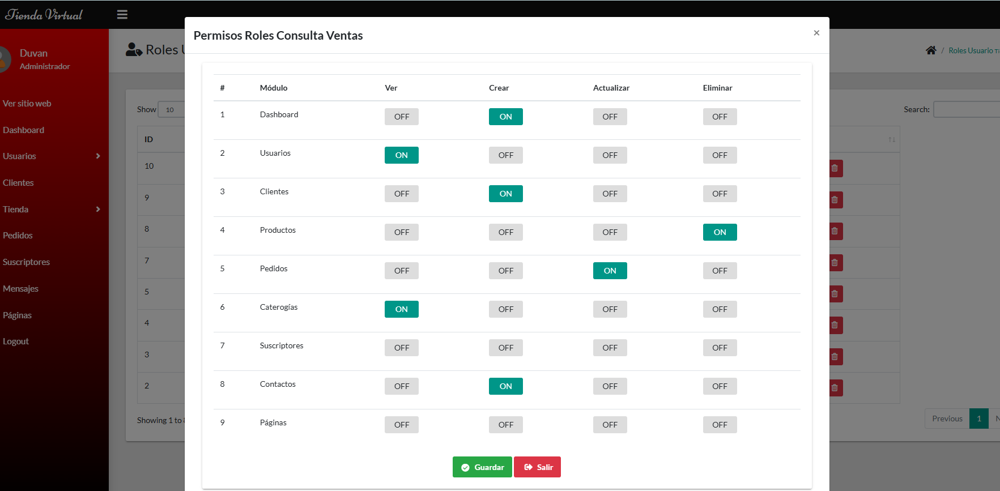 Tienda Virtual
Permisos Roles Consulta Ventas ×
Duvan
Administrador
Roles
/ Roles Usuario
Ver sitio web
Dashboard
Usuarios
Clientes
Tienda
Pedidos
Suscriptores
Mensajes
Páginas
Logout
Show 10
Search:
ID
10
9
8
7
5
4
3
2
Showing 1 to
Previous 1
# Módulo Ver Crear Actualizar Eliminar
1 Dashboard OFF ON OFF OFF
2 Usuarios ON OFF OFF OFF
3 Clientes OFF ON OFF OFF
4 Productos OFF OFF OFF ON
5 Pedidos OFF OFF ON OFF
6 Caterogías ON OFF OFF OFF
7 Suscriptores OFF OFF OFF OFF
8 Contactos OFF ON OFF OFF
9 Páginas OFF OFF OFF OFF
Guardar Salir